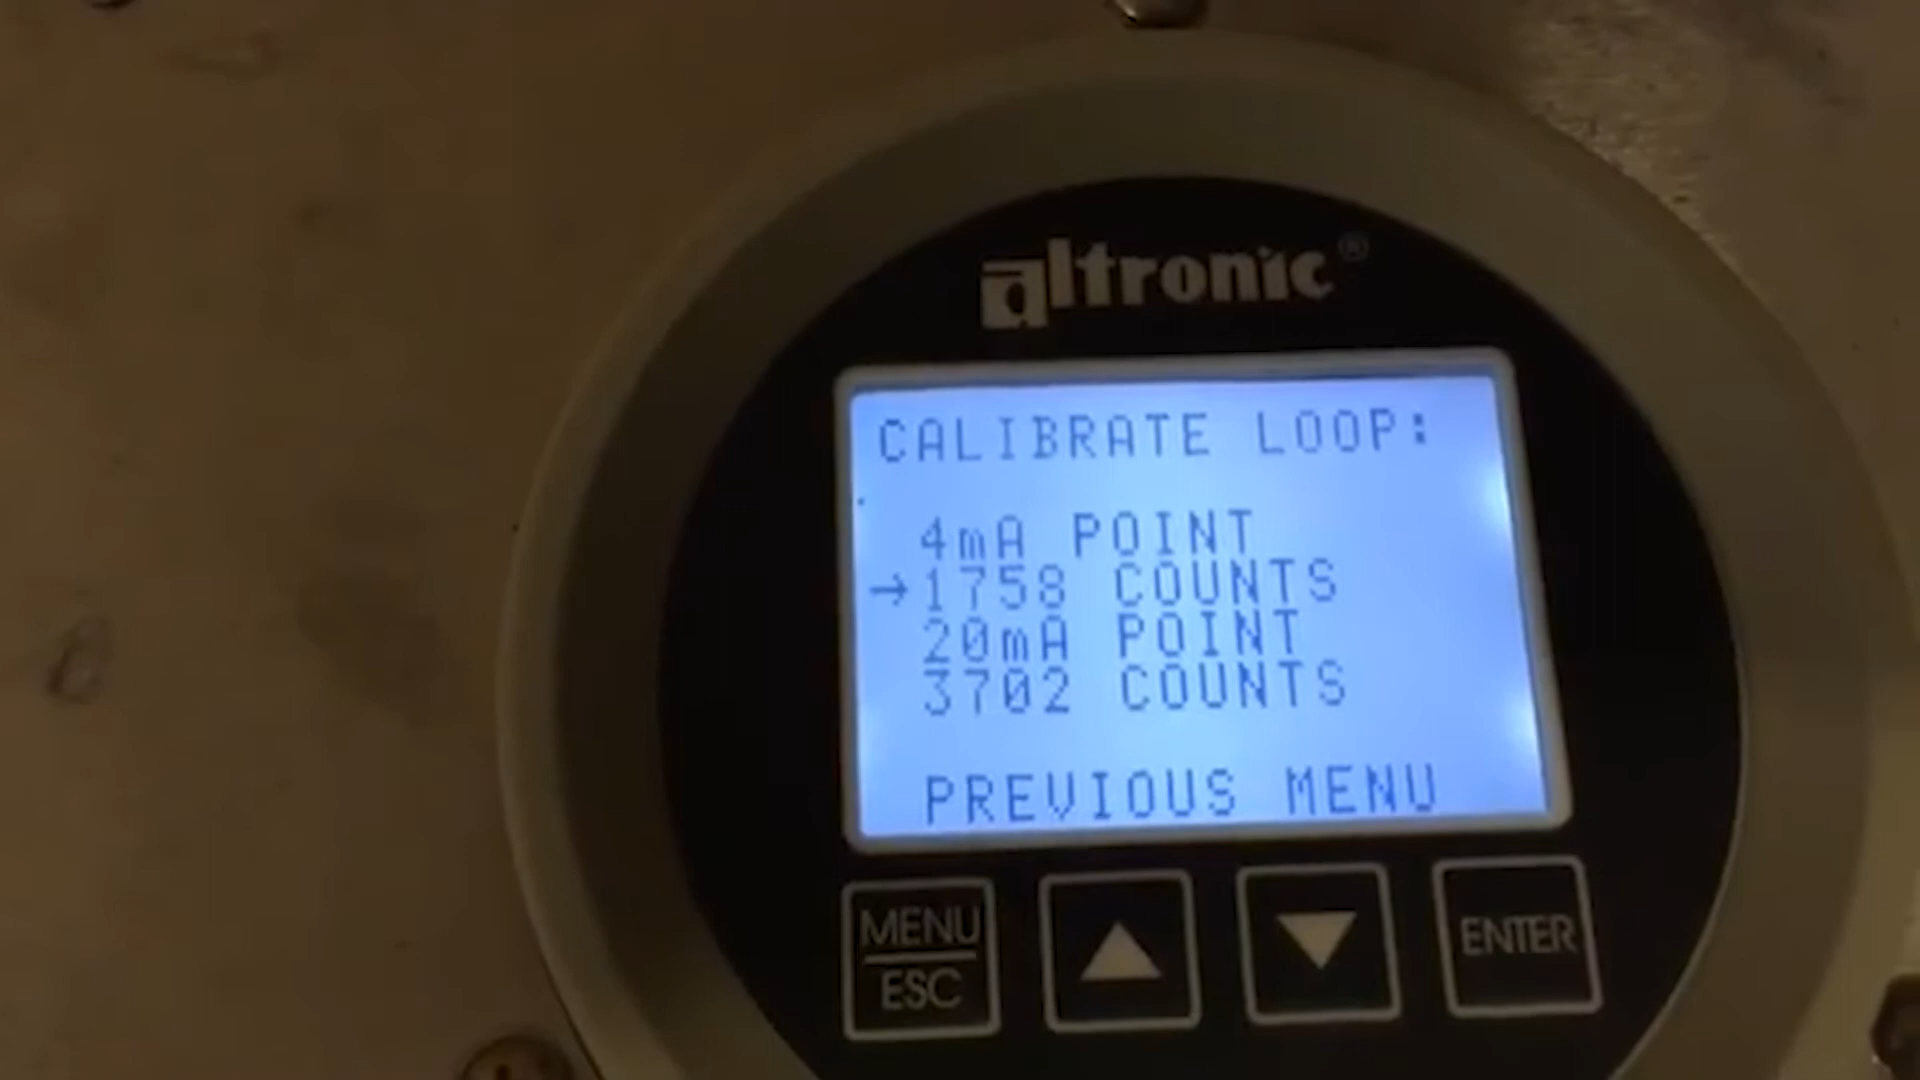 altronic®
CALIBRATE LOOP:
4mA POINT
→1758 COUNTS
20mA POINT
3702 COUNTS
PREVIOUS MENU
MENU
ESC
ENTER